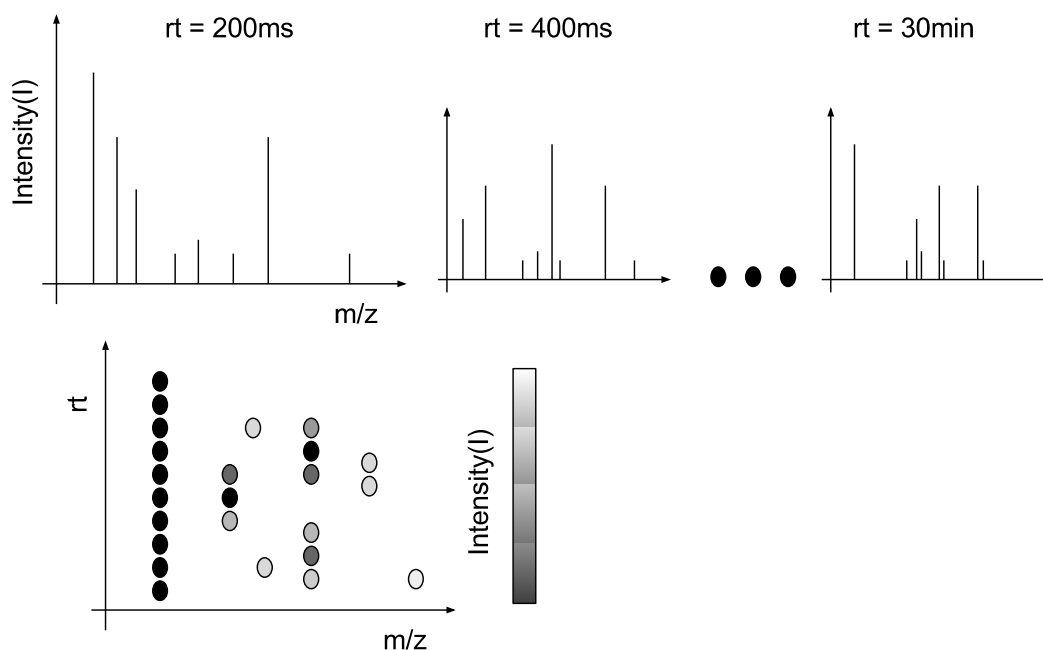 rt = 200ms
rt = 400ms
rt = 30min
Intensity(I)
m/z
rt
Intensity(I)
m/z